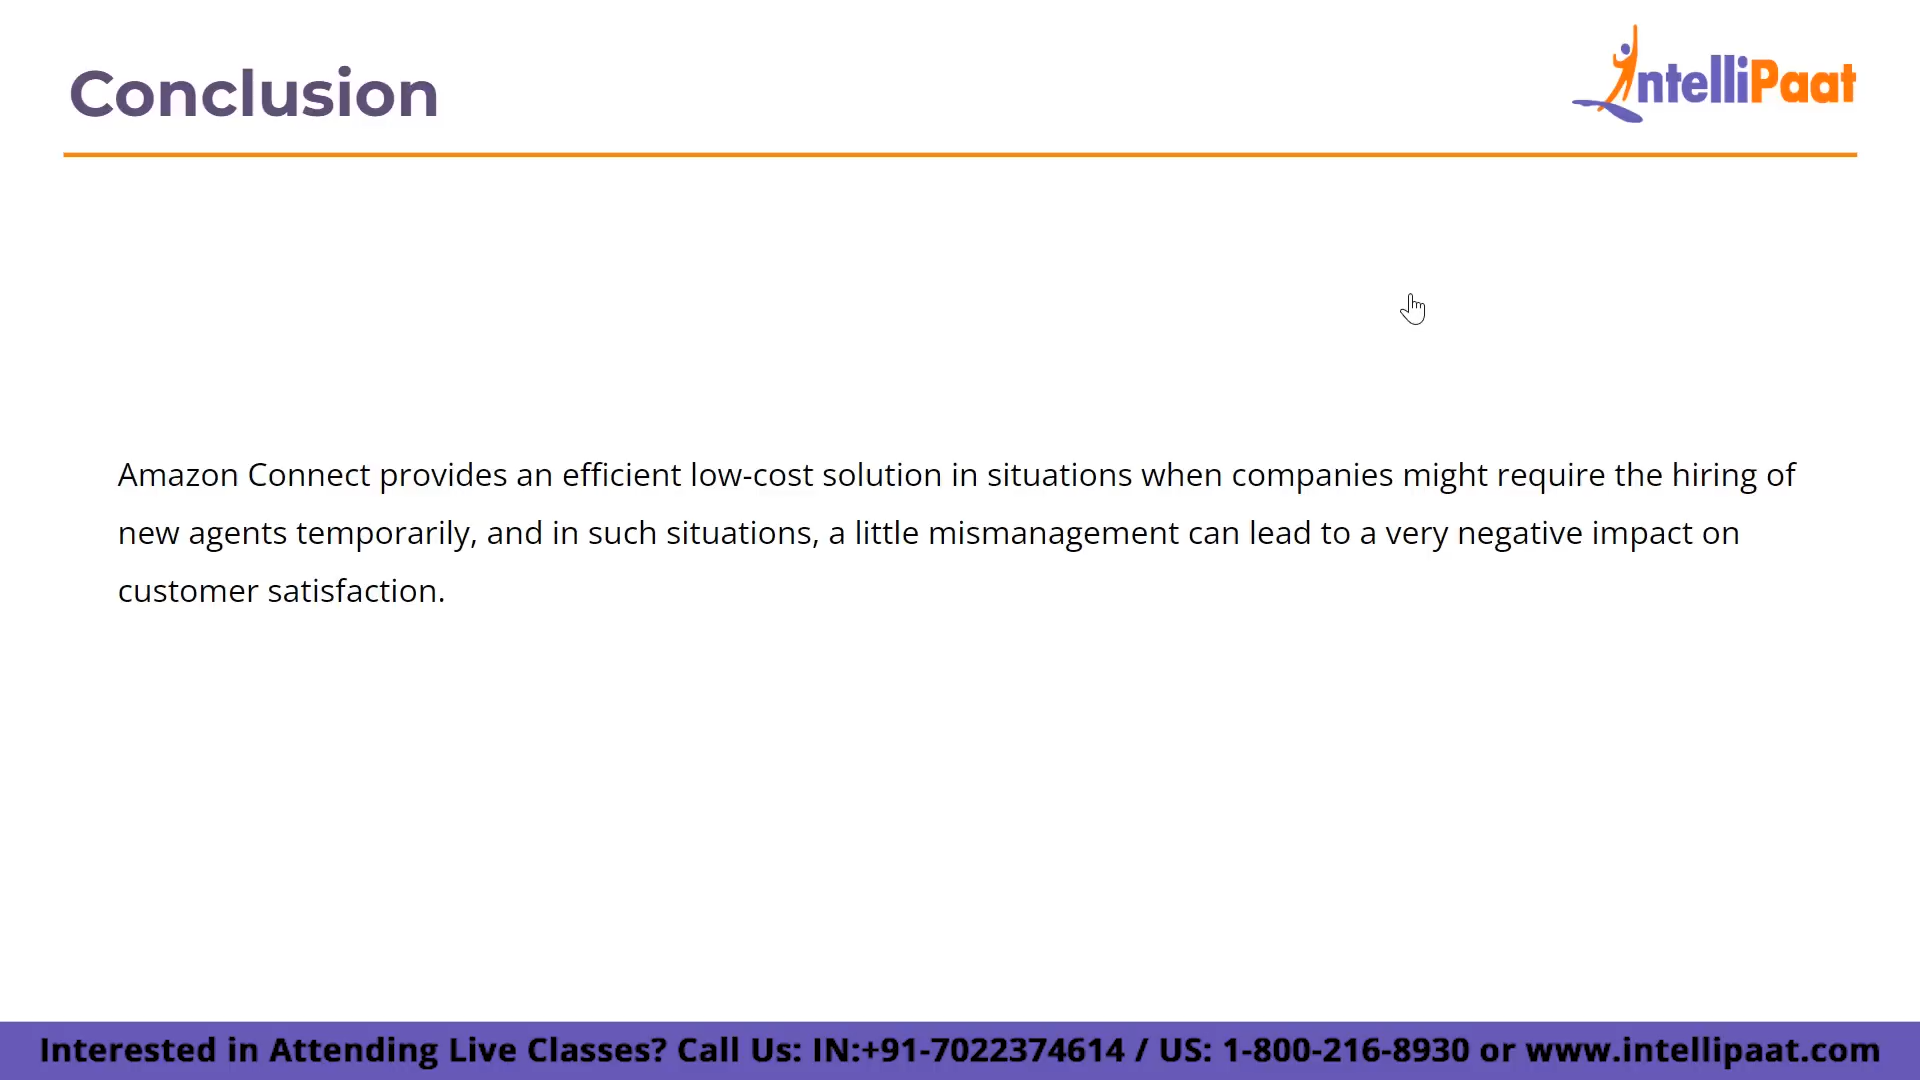 Conclusion
IntelliPaat
Amazon Connect provides an efficient low-cost solution in situations when companies might require the hiring of
new agents temporarily, and in such situations, a little mismanagement can lead to a very negative impact on
customer satisfaction.
Interested in Attending Live Classes? Call Us: IN:+91-7022374614 / US: 1-800-216-8930 or www.intellipaat.com